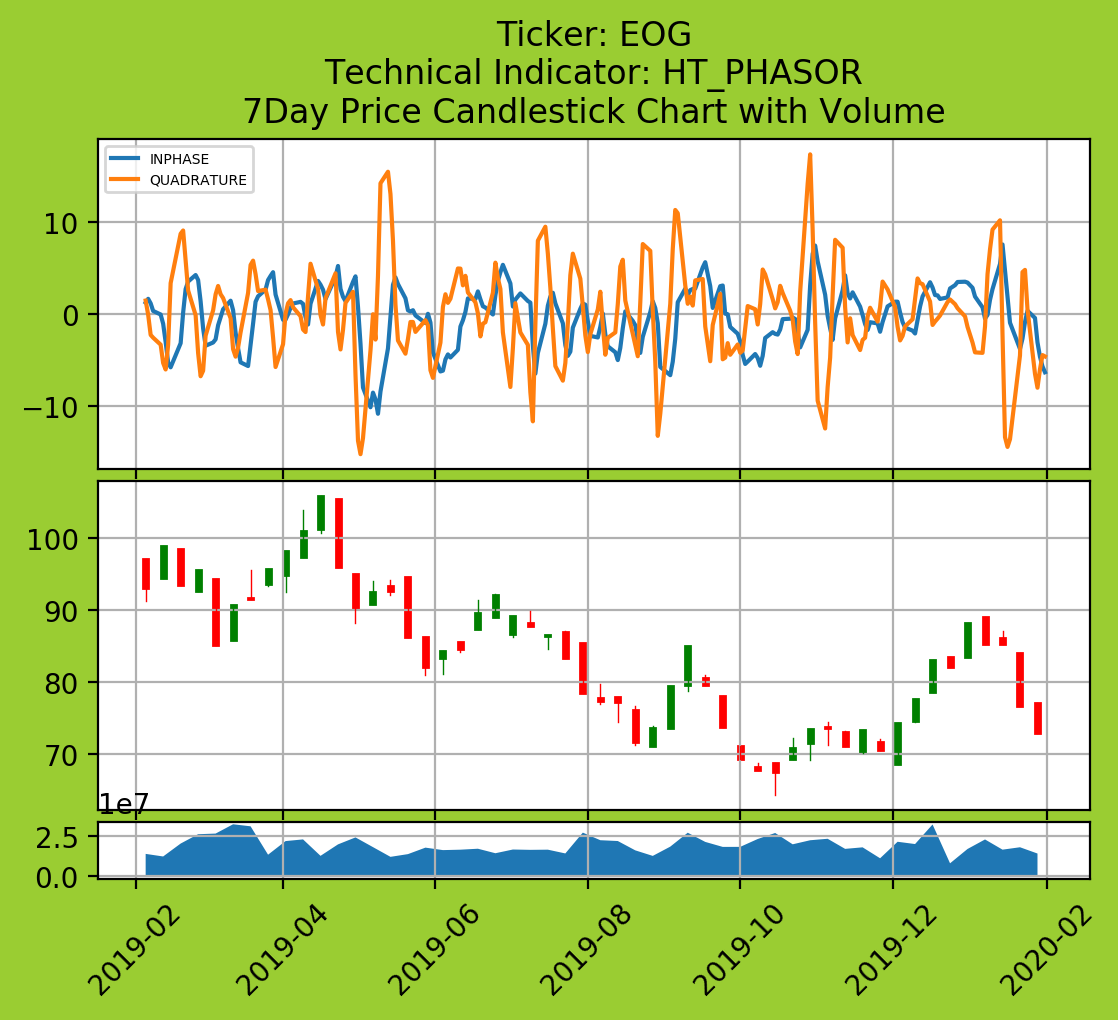 Ticker: EOG
Technical Indicator: HT_PHASOR
7Day Price Candlestick Chart with Volume
INPHASE
QUADRATURE
10
0
−10
100
90
80
70
1e7
2.5
0.0
2019-02
2019-04
2019-06
2019-08
2019-10
2019-12
2020-02